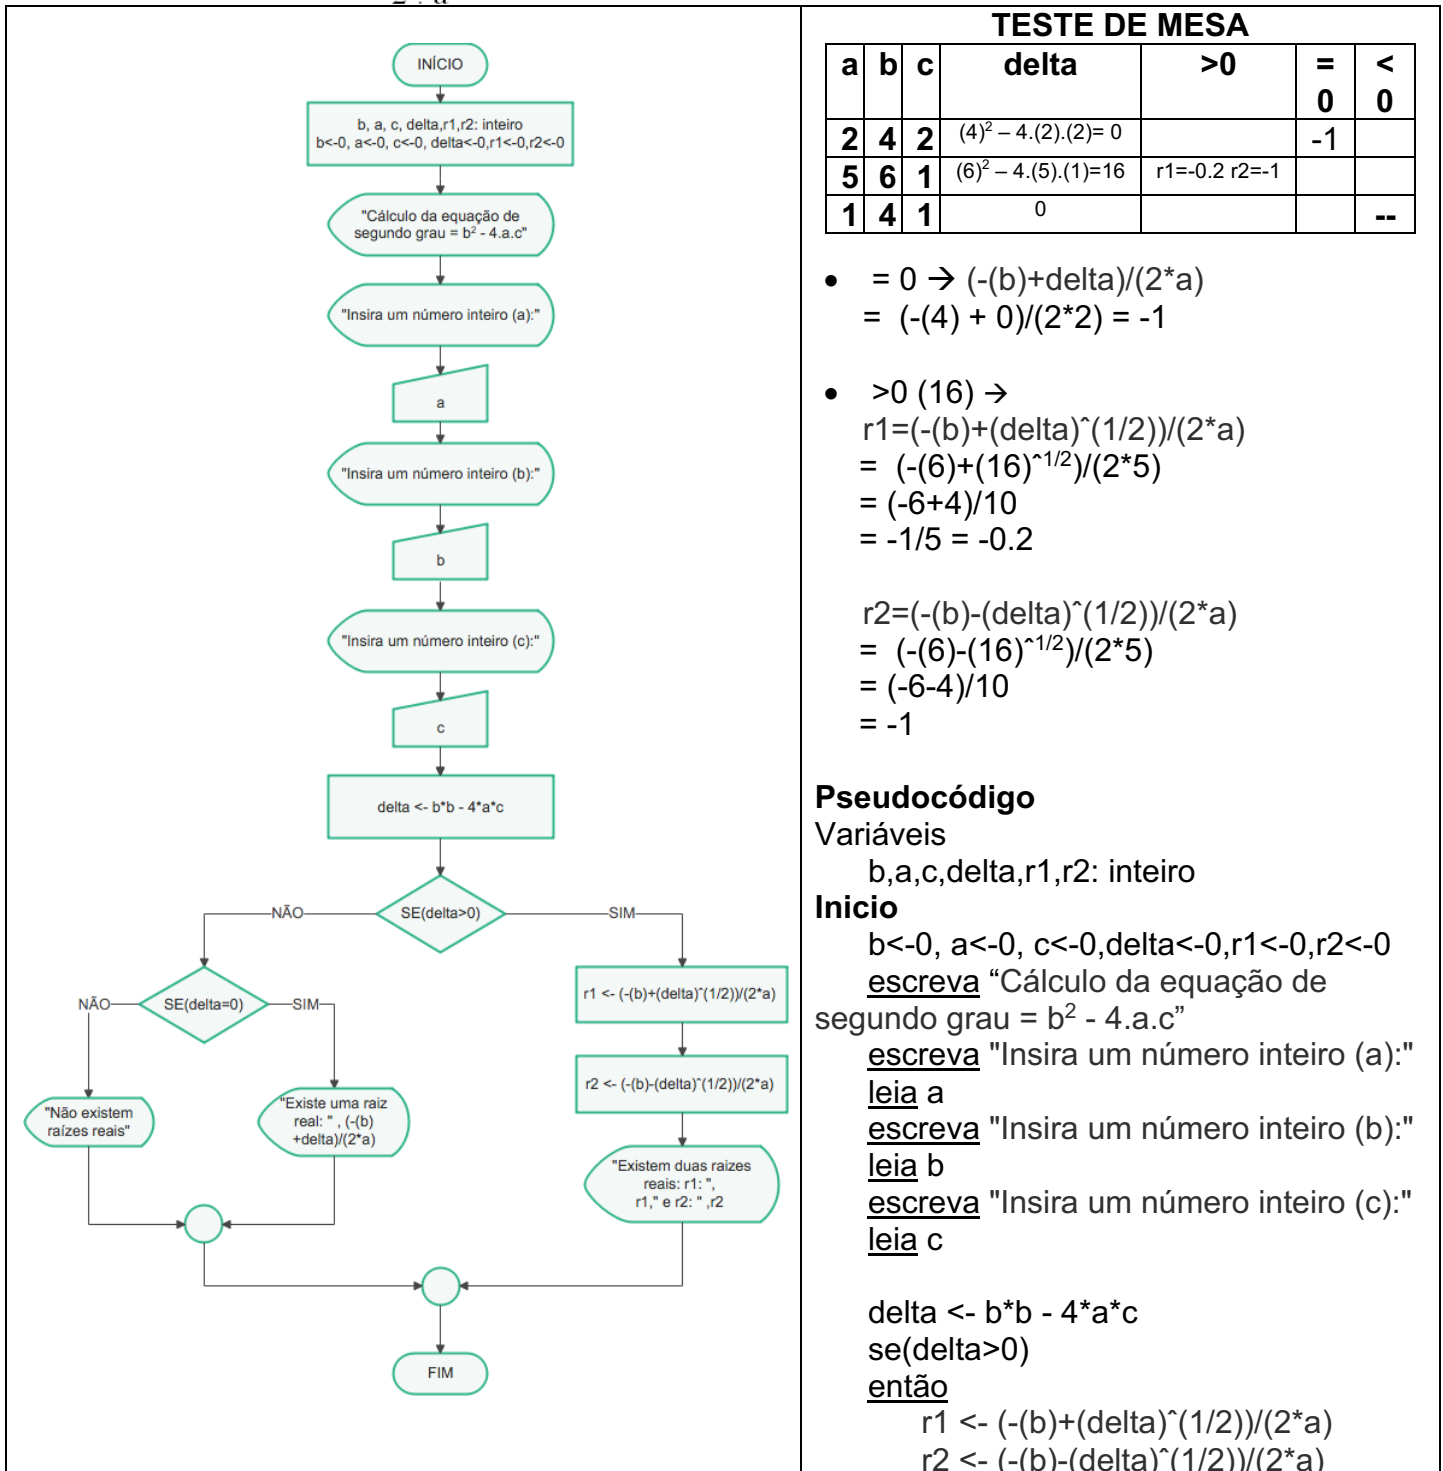 INÍCIO
b, a, c, delta,r1,r2: inteiro
b<-0, a<-0, c<-0, delta<-0,r1<-0,r2<-0
"Cálculo da equação de
segundo grau = b² - 4.a.c"
"Insira um número inteiro (a):"
a
"Insira um número inteiro (b):"
b
"Insira um número inteiro (c):"
c
delta <- b*b - 4*a*c
SE(delta>0)
NÃO
SIM
SE(delta=0)
NÃO
SIM
"Não existem
raízes reais"
"Existe uma raiz
real: " , (-(b)
+delta)/(2*a)
r1 <- (-(b)+(delta)^(1/2))/(2*a)
r2 <- (-(b)-(delta)^(1/2))/(2*a)
"Existem duas raizes
reais: r1: ",
r1," e r2: " ,r2
FIM
TESTE DE MESA
a b c delta >0 = 0 < 0
2 4 2 (4)² – 4.(2).(2)= 0 -1
5 6 1 (6)² – 4.(5).(1)=16 r1=-0.2 r2=-1
1 4 1 0 --
• = 0 → (-(b)+delta)/(2*a)
= (-(4) + 0)/(2*2) = -1
• >0 (16) →
r1=(-(b)+(delta)^(1/2))/(2*a)
= (-(6)+(16)^1/2)/(2*5)
= (-6+4)/10
= -1/5 = -0.2
r2=(-(b)-(delta)^(1/2))/(2*a)
= (-(6)-(16)^1/2)/(2*5)
= (-6-4)/10
= -1
Pseudocódigo
Variáveis
b,a,c,delta,r1,r2: inteiro
Inicio
b<-0, a<-0, c<-0,delta<-0,r1<-0,r2<-0
escreva “Cálculo da equação de
segundo grau = b² - 4.a.c”
escreva "Insira um número inteiro (a):"
leia a
escreva "Insira um número inteiro (b):"
leia b
escreva "Insira um número inteiro (c):"
leia c
delta <- b*b - 4*a*c
se(delta>0)
então
r1 <- (-(b)+(delta)^(1/2))/(2*a)
r2 <- (-(b)-(delta)^(1/2))/(2*a)